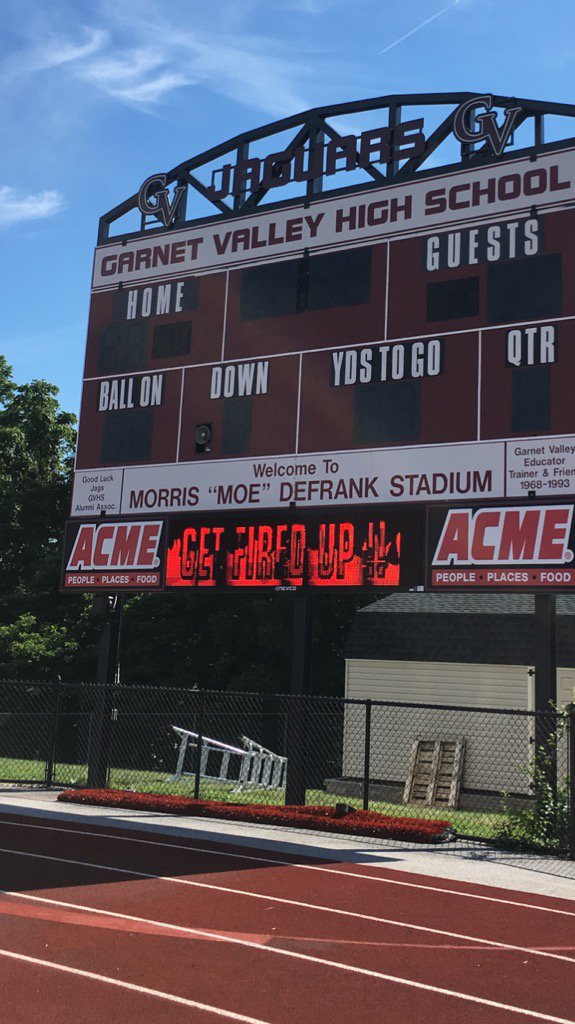 GV JAGUARS GV
GARNET VALLEY HIGH SCHOOL
HOME
GUESTS
BALL ON
DOWN
YDS TO GO
QTR
Good Luck
Jags
GVHS
Alumni Assoc.
Welcome To
MORRIS "MOE" DEFRANK STADIUM
Garnet Valley
Educator
Trainer & Frien
1968-1993
ACME
PEOPLE • PLACES • FOOD
GET FIRED UP #
NEVCO
ACME
PEOPLE • PLACES • FOOD